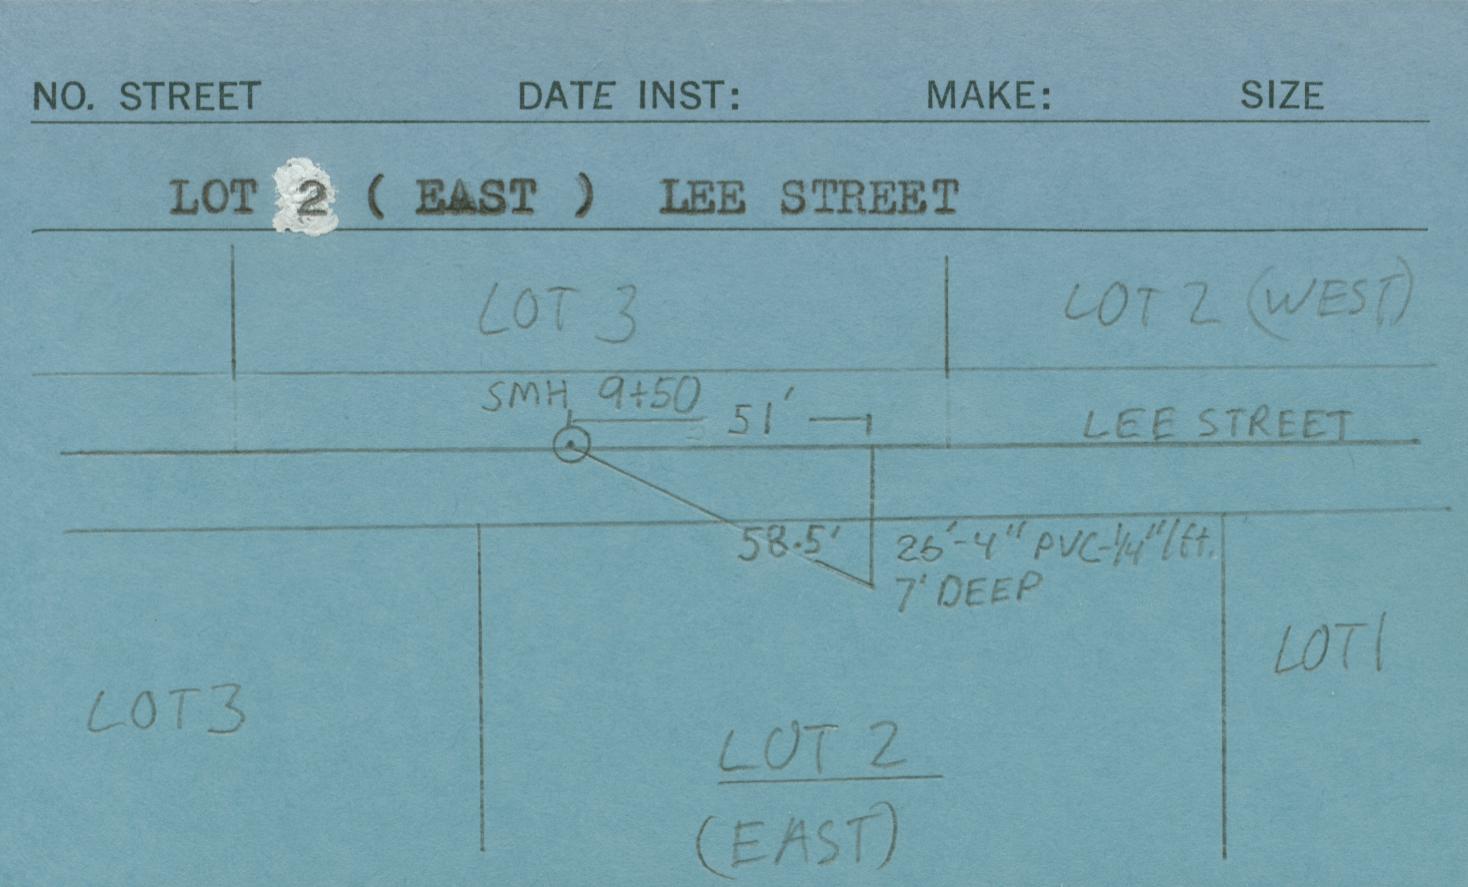 NO. STREET DATE INST: MAKE: SIZE
LOT 2 ( EAST ) LEE STREET
LOT 3 LOT 2 (WEST)
SMH 9+50 51' LEE STREET
58.5' 26'-4" PVC-1/4"/ft.
7' DEEP
LOT 1
LOT 3
LOT 2
(EAST)